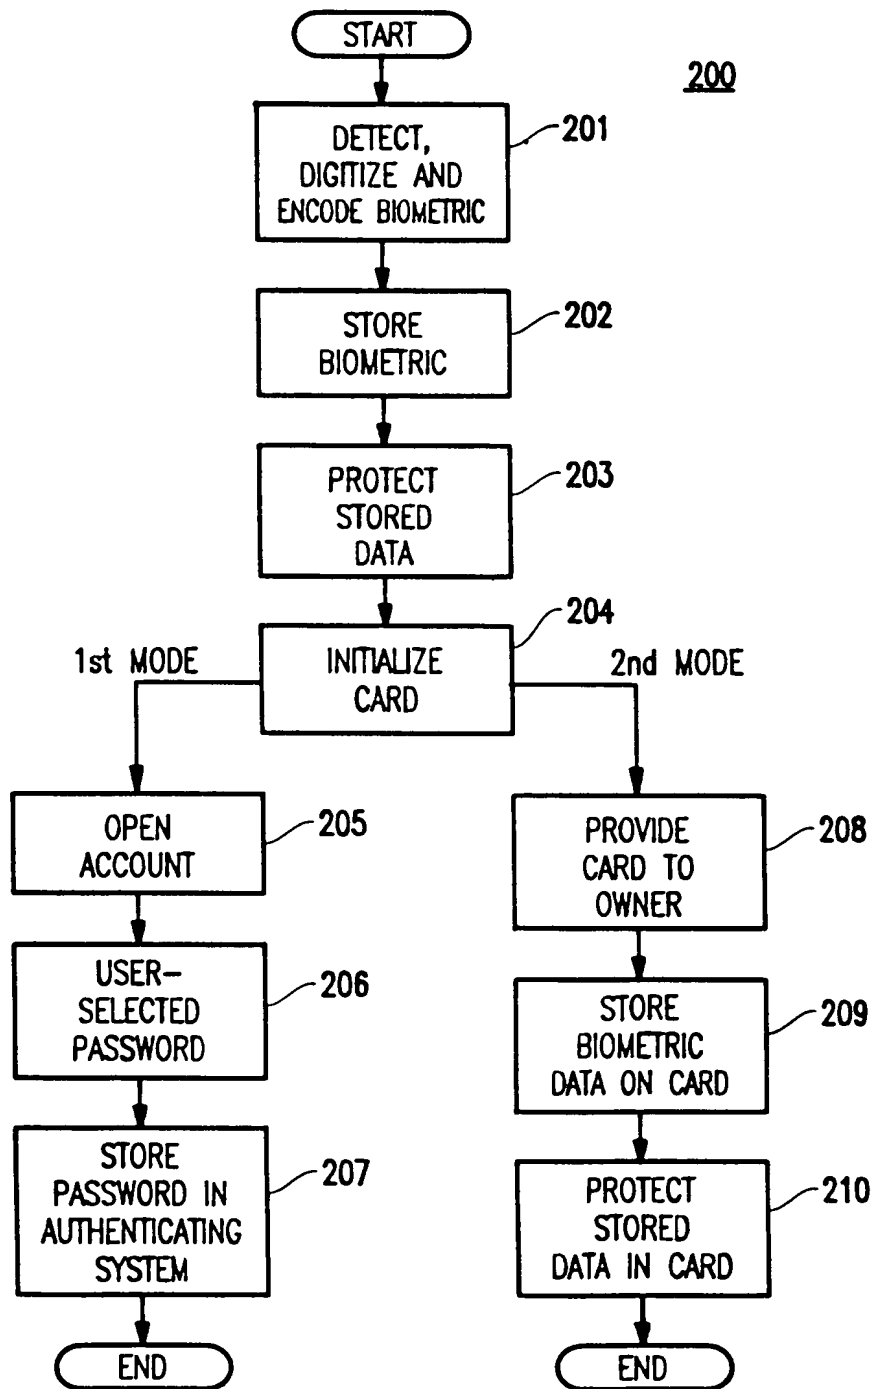 START
200
DETECT,
DIGITIZE AND
ENCODE BIOMETRIC
201
STORE
BIOMETRIC
202
PROTECT
STORED
DATA
203
INITIALIZE
CARD
204
1st MODE
2nd MODE
OPEN
ACCOUNT
205
USER-
SELECTED
PASSWORD
206
STORE
PASSWORD IN
AUTHENTICATING
SYSTEM
207
END
PROVIDE
CARD TO
OWNER
208
STORE
BIOMETRIC
DATA ON CARD
209
PROTECT
STORED
DATA IN CARD
210
END